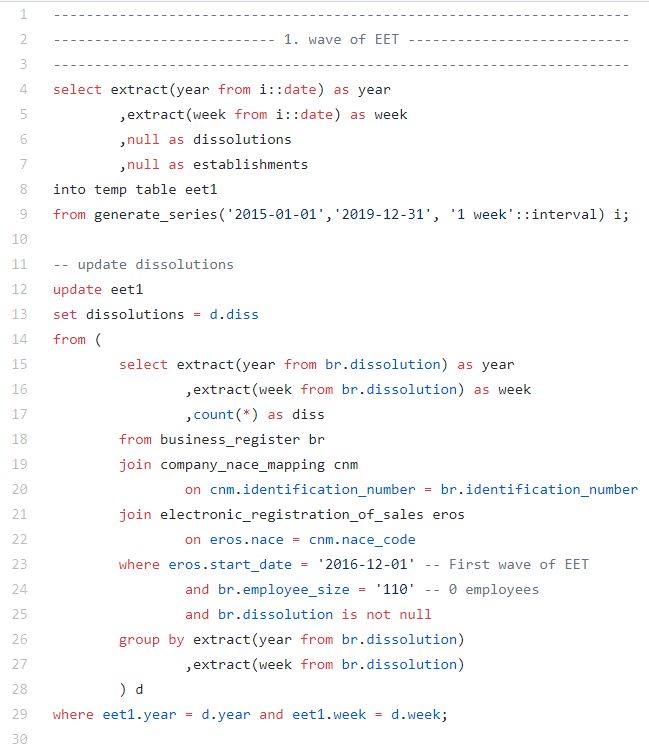 1 ----------------------------------------------------------------------
2 --------------------------- 1. wave of EET ---------------------------
3 ----------------------------------------------------------------------
4 select extract(year from i::date) as year
5         ,extract(week from i::date) as week
6         ,null as dissolutions
7         ,null as establishments
8 into temp table eet1
9 from generate_series('2015-01-01','2019-12-31', '1 week'::interval) i;
10
11 -- update dissolutions
12 update eet1
13 set dissolutions = d.diss
14 from (
15         select extract(year from br.dissolution) as year
16                 ,extract(week from br.dissolution) as week
17                 ,count(*) as diss
18         from business_register br
19         join company_nace_mapping cnm
20                 on cnm.identification_number = br.identification_number
21         join electronic_registration_of_sales eros
22                 on eros.nace = cnm.nace_code
23         where eros.start_date = '2016-12-01' -- First wave of EET
24                 and br.employee_size = '110' -- 0 employees
25                 and br.dissolution is not null
26         group by extract(year from br.dissolution)
27                 ,extract(week from br.dissolution)
28         ) d
29 where eet1.year = d.year and eet1.week = d.week;
30